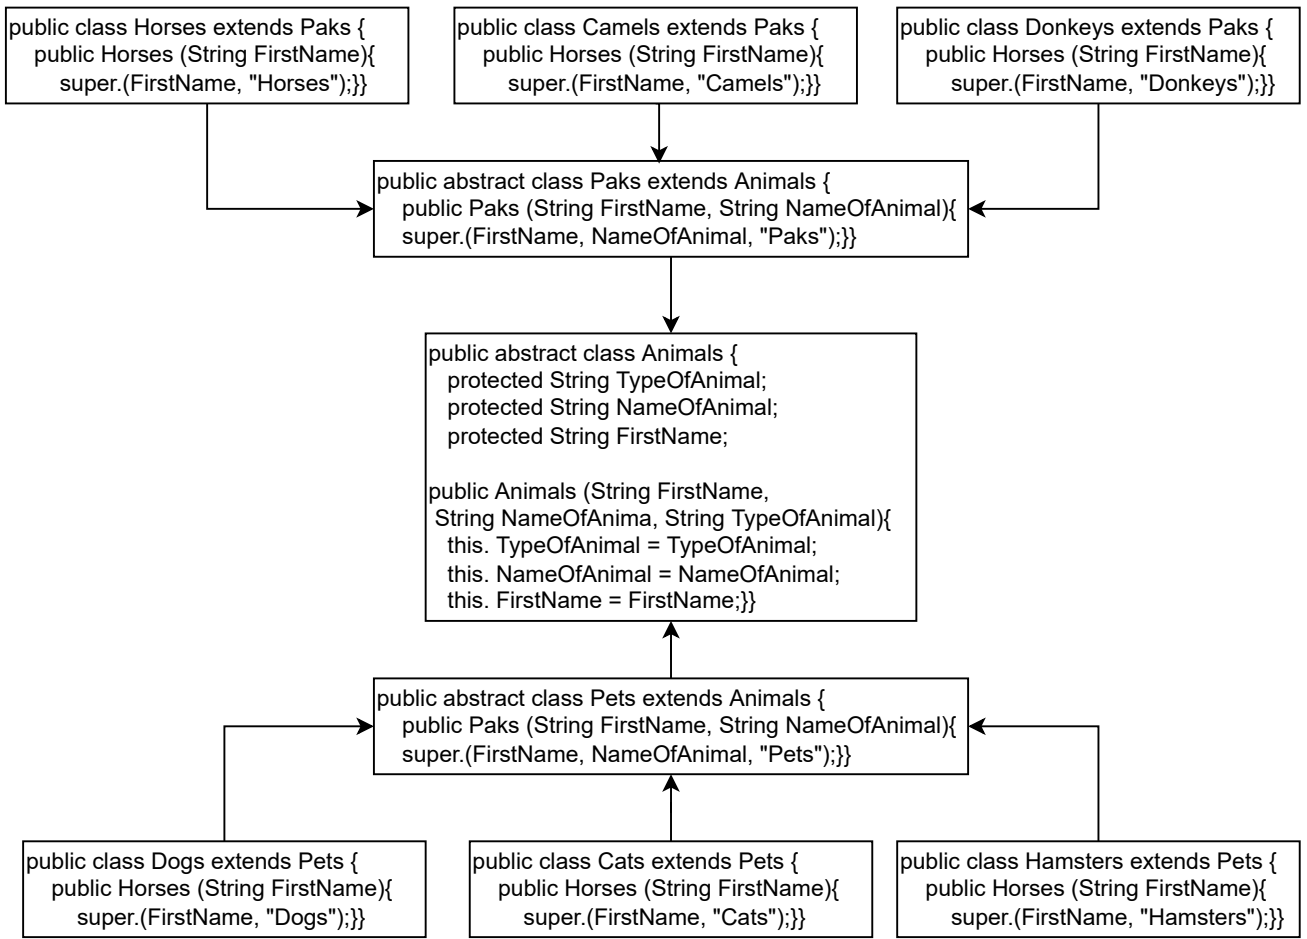 public class Horses extends Paks {
public Horses (String FirstName){
super.(FirstName, "Horses");}}
public class Camels extends Paks {
public Horses (String FirstName){
super.(FirstName, "Camels");}}
public class Donkeys extends Paks {
public Horses (String FirstName){
super.(FirstName, "Donkeys");}}
public abstract class Paks extends Animals {
public Paks (String FirstName, String NameOfAnimal){
super.(FirstName, NameOfAnimal, "Paks");}}
public abstract class Animals {
protected String TypeOfAnimal;
protected String NameOfAnimal;
protected String FirstName;
public Animals (String FirstName,
String NameOfAnima, String TypeOfAnimal){
this. TypeOfAnimal = TypeOfAnimal;
this. NameOfAnimal = NameOfAnimal;
this. FirstName = FirstName;}}
public abstract class Pets extends Animals {
public Paks (String FirstName, String NameOfAnimal){
super.(FirstName, NameOfAnimal, "Pets");}}
public class Dogs extends Pets {
public Horses (String FirstName){
super.(FirstName, "Dogs");}}
public class Cats extends Pets {
public Horses (String FirstName){
super.(FirstName, "Cats");}}
public class Hamsters extends Pets {
public Horses (String FirstName){
super.(FirstName, "Hamsters");}}